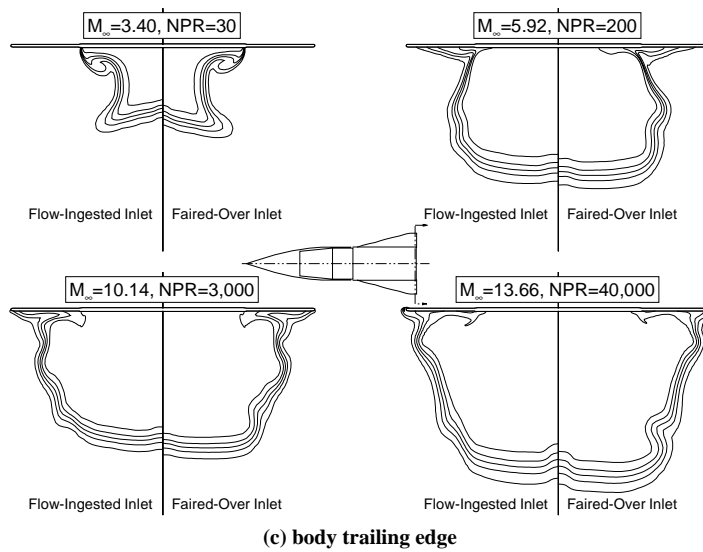 M∞=3.40, NPR=30
M∞=5.92, NPR=200
Flow-Ingested Inlet
Faired-Over Inlet
Flow-Ingested Inlet
Faired-Over Inlet
M∞=10.14, NPR=3,000
M∞=13.66, NPR=40,000
Flow-Ingested Inlet
Faired-Over Inlet
Flow-Ingested Inlet
Faired-Over Inlet
(c) body trailing edge